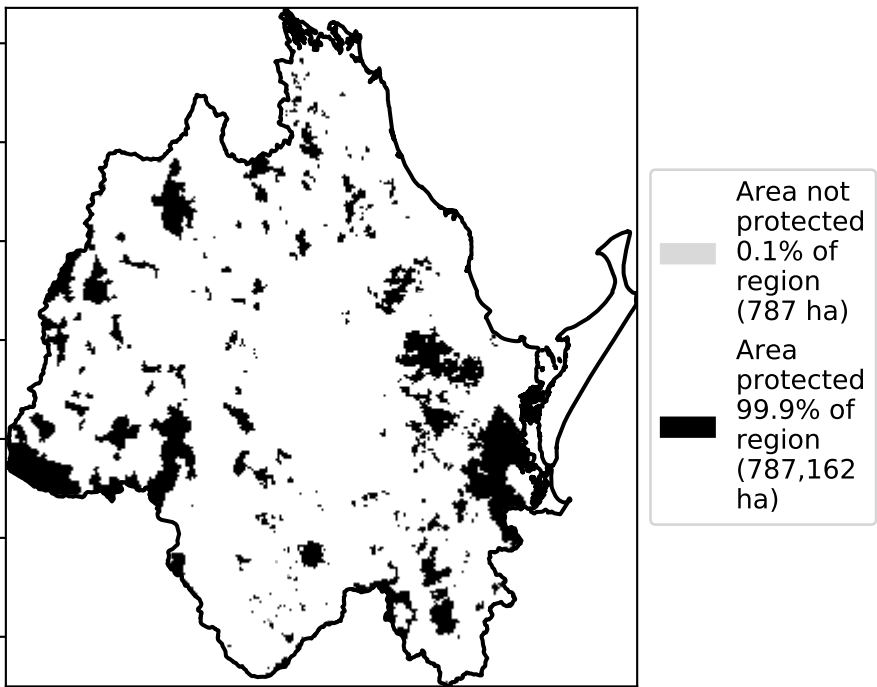 Area not
protected
0.1% of
region
(787 ha)
Area
protected
99.9% of
region
(787,162
ha)